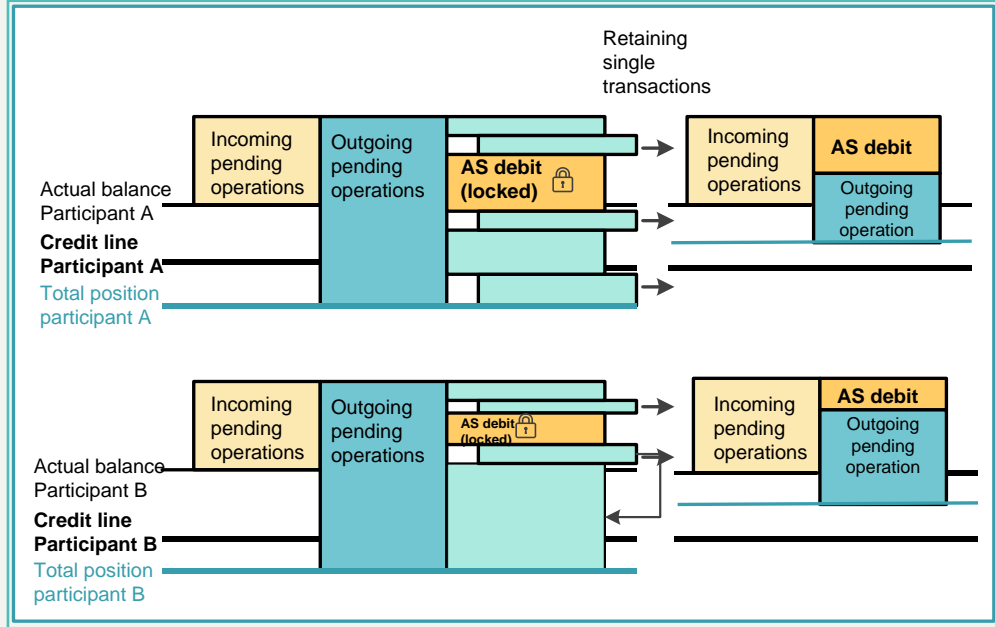 Retaining
single
transactions
Incoming
pending
operations
Outgoing
pending
operations
AS debit
(locked)
Incoming
pending
operations
AS debit
Outgoing
pending
operation
Actual balance
Participant A
Credit line
Participant A
Total position
participant A
Incoming
pending
operations
Outgoing
pending
operations
AS debit
(locked)
Incoming
pending
operations
AS debit
Outgoing
pending
operation
Actual balance
Participant B
Credit line
Participant B
Total position
participant B